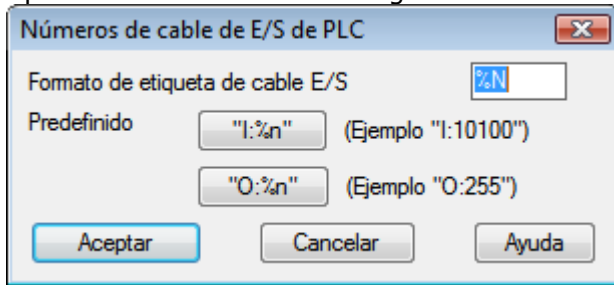 Números de cable de E/S de PLC
Formato de etiqueta de cable E/S %N
Predefinido "I:%n" (Ejemplo "I:10100")
"O:%n" (Ejemplo "O:255")
Aceptar Cancelar Ayuda